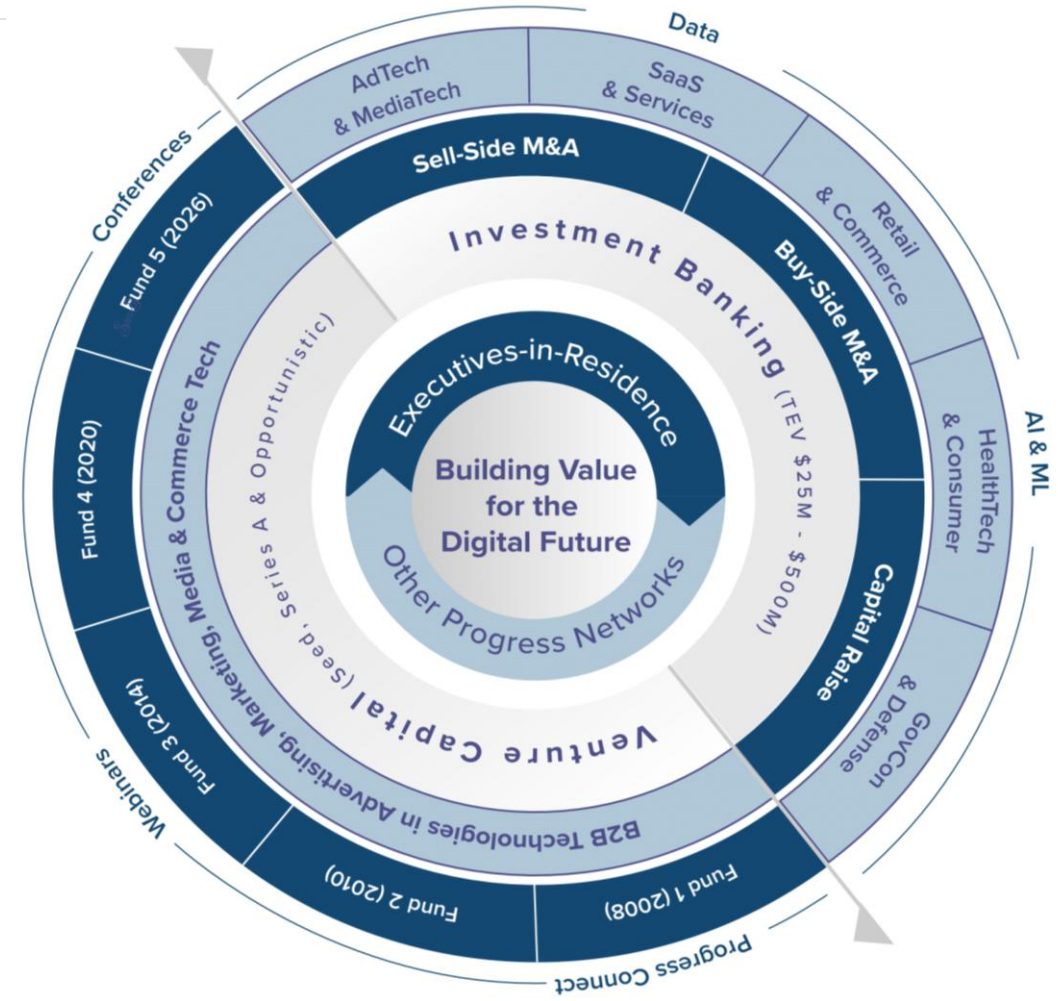 Data
AdTech
& MediaTech
SaaS
& Services
Retail
& Commerce
HealthTech
& Consumer
GovCon
& Defense
AI & ML
Sell-Side M&A
Buy-Side M&A
Capital Raise
Investment Banking (TEV $25M - $500M)
Executives-in-Residence
Building Value
for the
Digital Future
Other Progress Networks
Venture Capital (Seed, Series A & Opportunistic)
B2B Technologies in Advertising, Marketing, Media & Commerce Tech
Fund 1 (2008)
Fund 2 (2010)
Fund 3 (2014)
Fund 4 (2020)
Fund 5 (2026)
Conferences
Webinars
Progress Connect